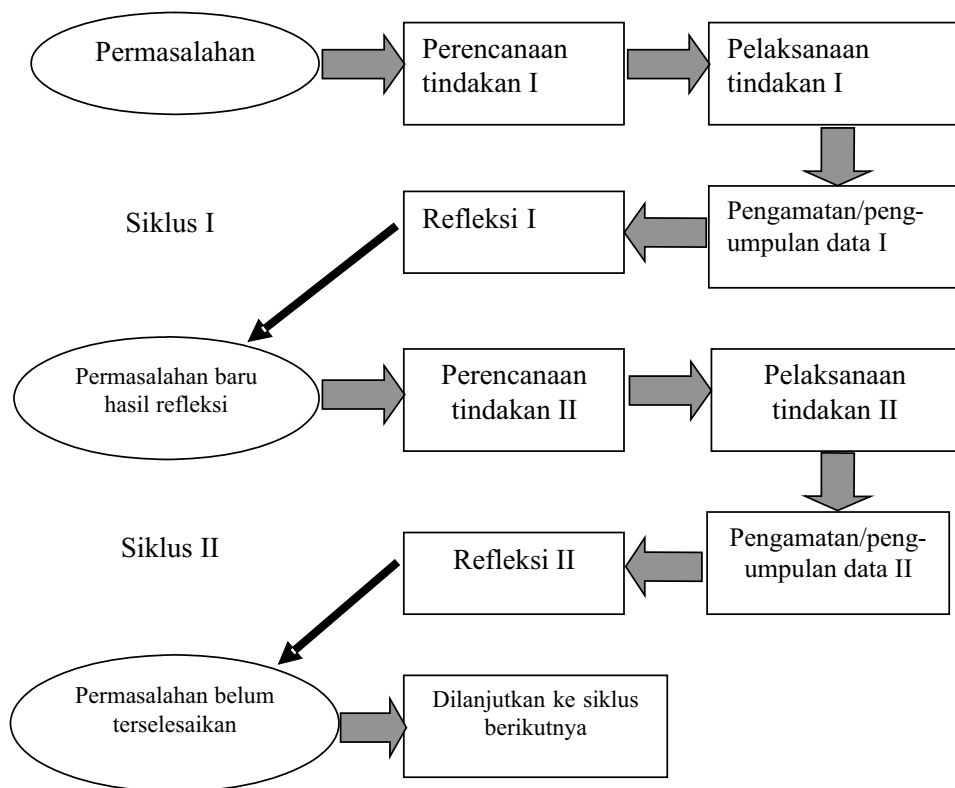 Permasalahan
Perencanaan
tindakan I
Pelaksanaan
tindakan I
Siklus I
Refleksi I
Pengamatan/peng-
umpulan data I
Permasalahan baru
hasil refleksi
Perencanaan
tindakan II
Pelaksanaan
tindakan II
Siklus II
Refleksi II
Pengamatan/peng-
umpulan data II
Permasalahan belum
terselesaikan
Dilanjutkan ke siklus
berikutnya